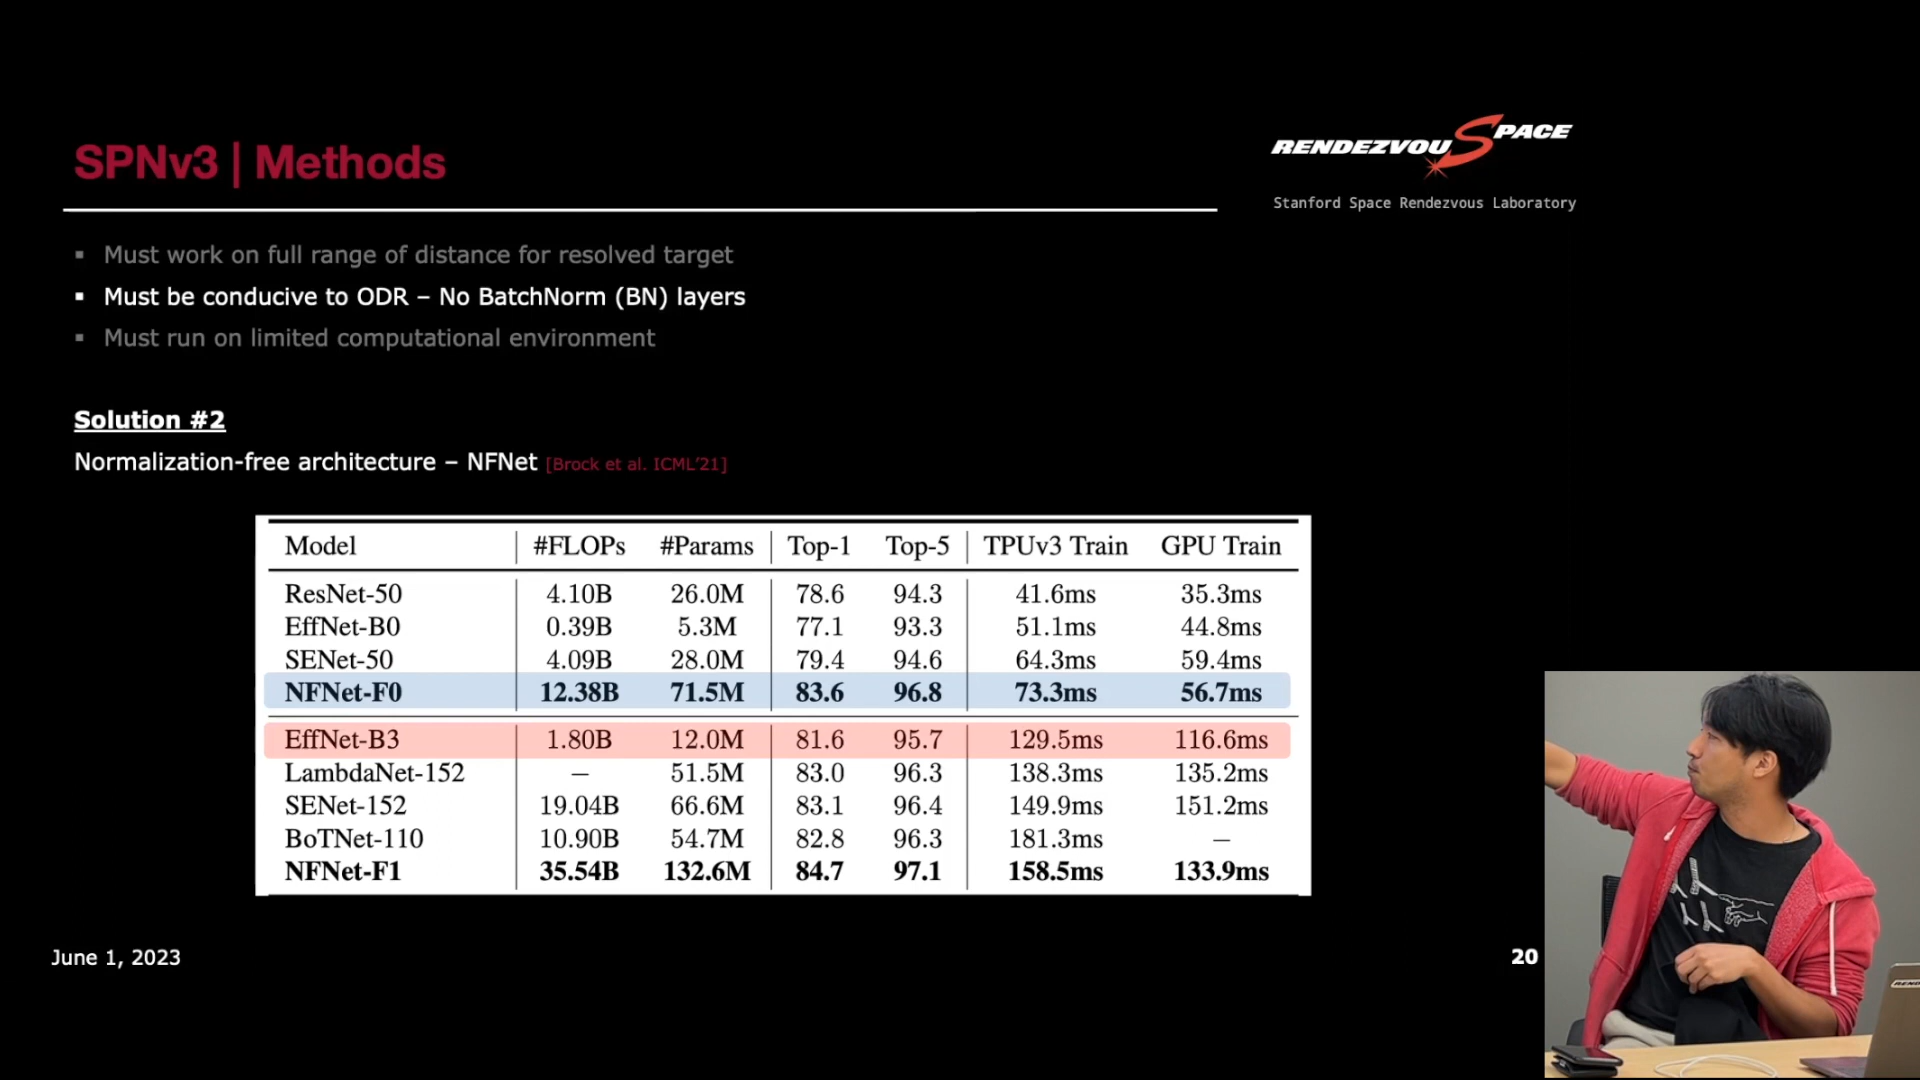 SPNv3 | Methods
RENDEZVOUSPACE
Stanford Space Rendezvous Laboratory
▪ Must work on full range of distance for resolved target
▪ Must be conducive to ODR – No BatchNorm (BN) layers
▪ Must run on limited computational environment
Solution #2
Normalization-free architecture – NFNet [Brock et al. ICML'21]
Model #FLOPs #Params Top-1 Top-5 TPUv3 Train GPU Train
ResNet-50 4.10B 26.0M 78.6 94.3 41.6ms 35.3ms
EffNet-B0 0.39B 5.3M 77.1 93.3 51.1ms 44.8ms
SENet-50 4.09B 28.0M 79.4 94.6 64.3ms 59.4ms
NFNet-F0 12.38B 71.5M 83.6 96.8 73.3ms 56.7ms
EffNet-B3 1.80B 12.0M 81.6 95.7 129.5ms 116.6ms
LambdaNet-152 – 51.5M 83.0 96.3 138.3ms 135.2ms
SENet-152 19.04B 66.6M 83.1 96.4 149.9ms 151.2ms
BoTNet-110 10.90B 54.7M 82.8 96.3 181.3ms –
NFNet-F1 35.54B 132.6M 84.7 97.1 158.5ms 133.9ms
June 1, 2023
20